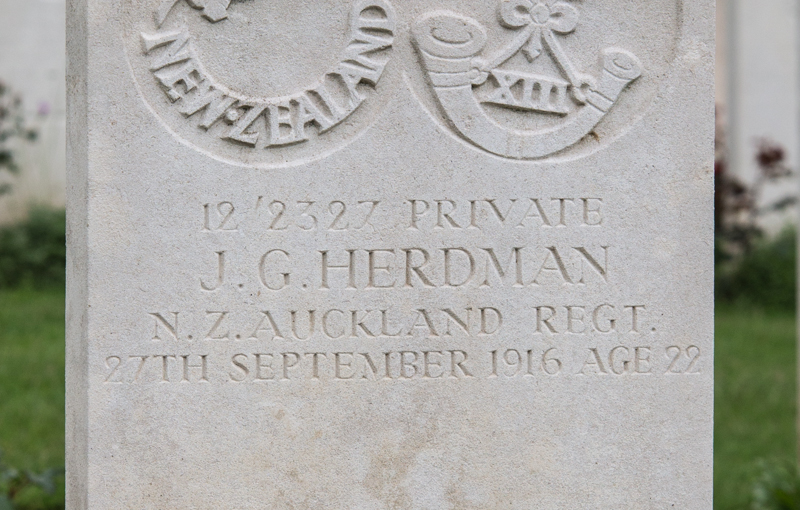 NEW·ZEALAND
XIII
12/2327 PRIVATE
J.G.HERDMAN
N.Z.AUCKLAND REGT.
27TH SEPTEMBER 1916 AGE 22